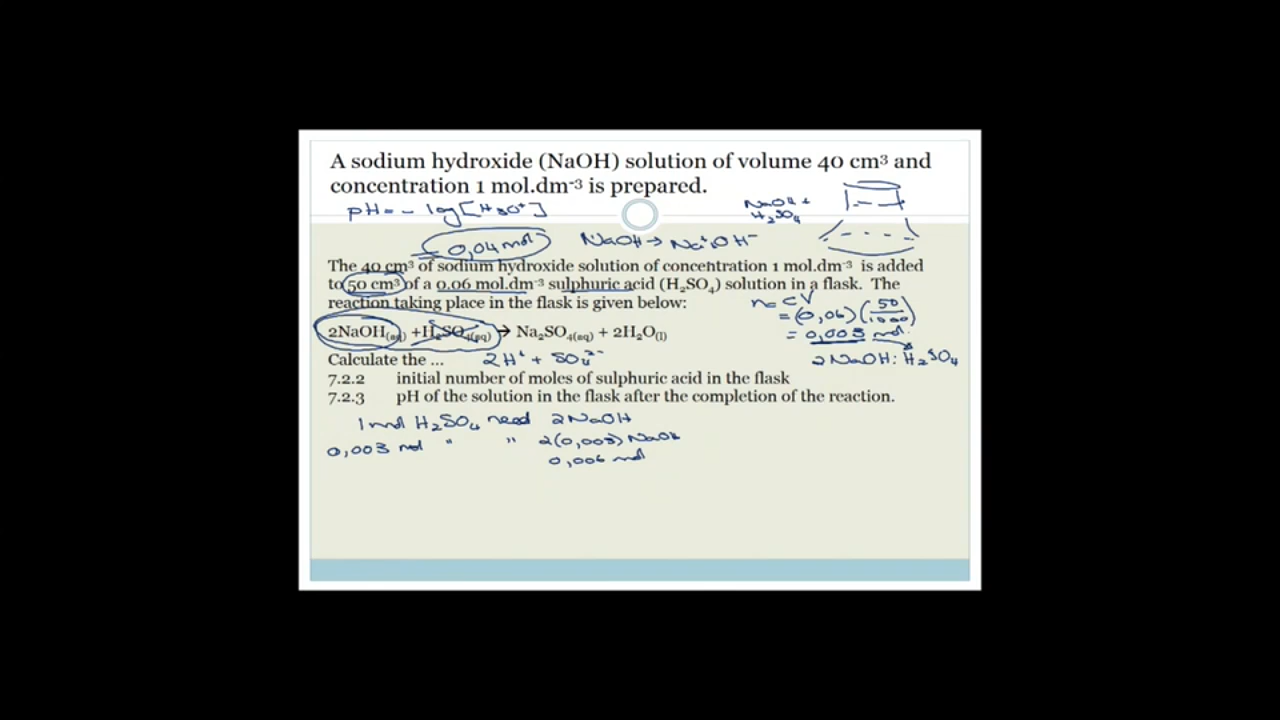 A sodium hydroxide (NaOH) solution of volume 40 cm³ and
concentration 1 mol.dm⁻³ is prepared.
pH = - log [H3O⁺]
NaOH +
H₂SO₄
= 0,04 mol
NaOH → Na⁺ OH⁻
The 40 cm³ of sodium hydroxide solution of concentration 1 mol.dm⁻³ is added
to 50 cm³ of a 0.06 mol.dm⁻³ sulphuric acid (H₂SO₄) solution in a flask. The
reaction taking place in the flask is given below:
n = cV
= (0,06) (50/1000)
= 0,003 mol.
2NaOH(aq) + H₂SO₄(aq) → Na₂SO₄(aq) + 2H₂O(l)
2 NaOH : H₂SO₄
Calculate the ...
2H⁺ + SO₄²⁻
7.2.2 initial number of moles of sulphuric acid in the flask
7.2.3 pH of the solution in the flask after the completion of the reaction.
1 mol H₂SO₄ need 2NaOH
0,003 mol " " 2(0,003) NaOH
0,006 mol